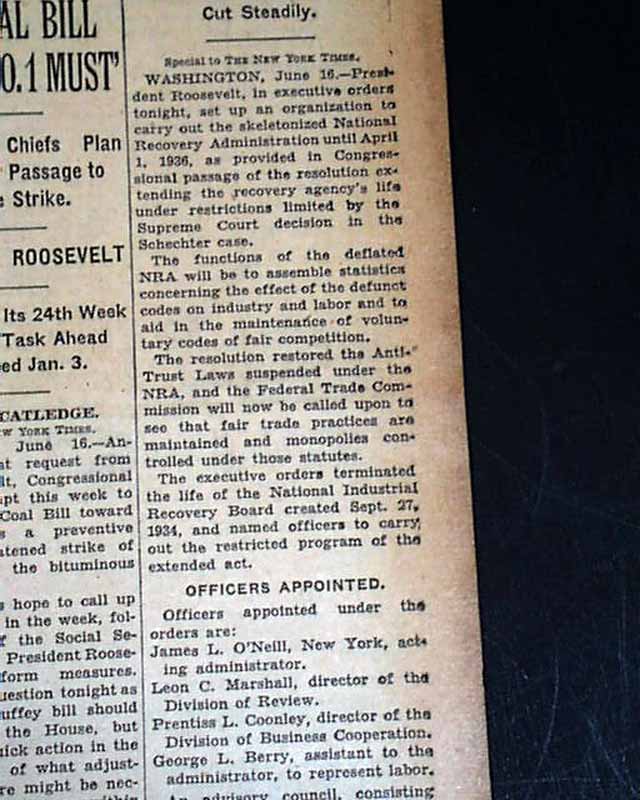 AL BILL
O.1 MUST'
Chiefs Plan
Passage to
Strike.
ROOSEVELT
Its 24th Week
Task Ahead
ed Jan. 3.
CATLEDGE.
W YORK TIMES.
June 16.—An-
at request from
lt, Congressional
pt this week to
Coal Bill toward
s a preventive
atened strike of
the bituminous
s hope to call up
in the week, fol-
f the Social Se-
President Roose-
form measures.
uestion tonight as
uffey bill should
the House, but
uick action in the
of what adjust-
re might be nec-
Cut Steadily.
Special to THE NEW YORK TIMES.
WASHINGTON, June 16.—Presi-
dent Roosevelt, in executive orders
tonight, set up an organization to
carry out the skeletonized National
Recovery Administration until April
1, 1936, as provided in Congres-
sional passage of the resolution ex-
tending the recovery agency's life
under restrictions limited by the
Supreme Court decision in the
Schechter case.
The functions of the deflated
NRA will be to assemble statistics
concerning the effect of the defunct
codes on industry and labor and to
aid in the maintenance of volun-
tary codes of fair competition.
The resolution restored the Anti-
Trust Laws suspended under the
NRA, and the Federal Trade Com-
mission will now be called upon to
see that fair trade practices are
maintained and monopolies con-
trolled under those statutes.
The executive orders terminated
the life of the National Industrial
Recovery Board created Sept. 27,
1934, and named officers to carry
out the restricted program of the
extended act.
OFFICERS APPOINTED.
Officers appointed under the
orders are:
James L. O'Neill, New York, act-
ing administrator.
Leon C. Marshall, director of the
Division of Review.
Prentiss L. Coonley, director of the
Division of Business Cooperation.
George L. Berry, assistant to the
administrator, to represent labor.
An advisory council, consisting